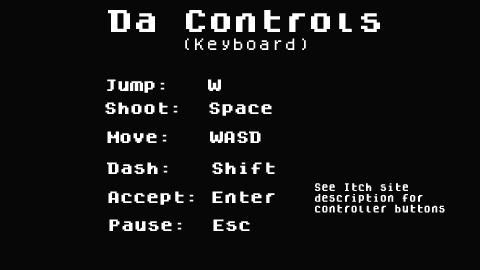 Da Controls
(Keyboard)
Jump: W
Shoot: Space
Move: WASD
Dash: Shift
Accept: Enter
Pause: Esc
See Itch site
description for
controller buttons